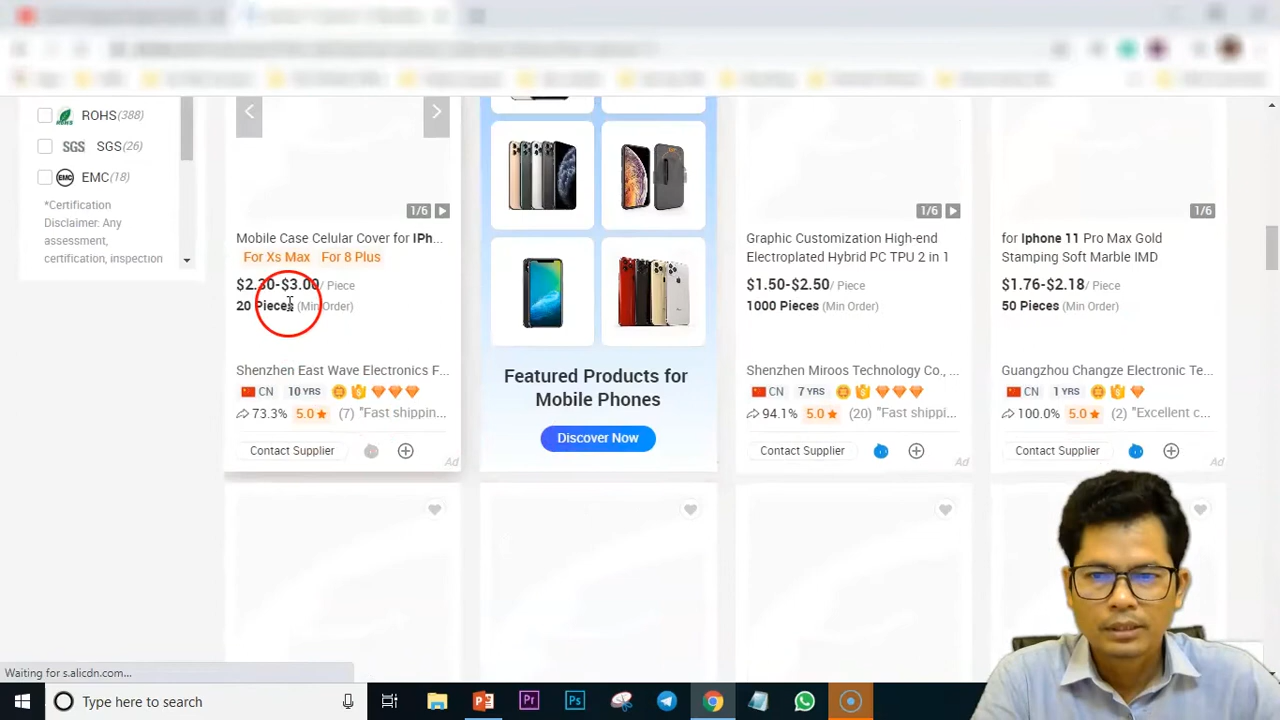 ROHS(388)
SGS
SGS(26)
EMC
EMC(18)
*Certification
Disclaimer: Any
assessment,
certification, inspection
1/6
Mobile Case Celular Cover for IPh...
For Xs Max For 8 Plus
$2.30-$3.00/ Piece
20 Pieces (Min Order)
Shenzhen East Wave Electronics F...
CN 10 YRS
73.3% 5.0 (7) "Fast shippin...
Contact Supplier
Ad
Featured Products for
Mobile Phones
Discover Now
1/6
Graphic Customization High-end
Electroplated Hybrid PC TPU 2 in 1
$1.50-$2.50/ Piece
1000 Pieces (Min Order)
Shenzhen Miroos Technology Co., ...
CN 7 YRS
94.1% 5.0 (20) "Fast shippi...
Contact Supplier
Ad
1/6
for Iphone 11 Pro Max Gold
Stamping Soft Marble IMD
$1.76-$2.18/ Piece
50 Pieces (Min Order)
Guangzhou Changze Electronic Te...
CN 1 YRS
100.0% 5.0 (2) "Excellent c...
Contact Supplier
Ad
Waiting for s.alicdn.com...
Type here to search
Pr
Ps